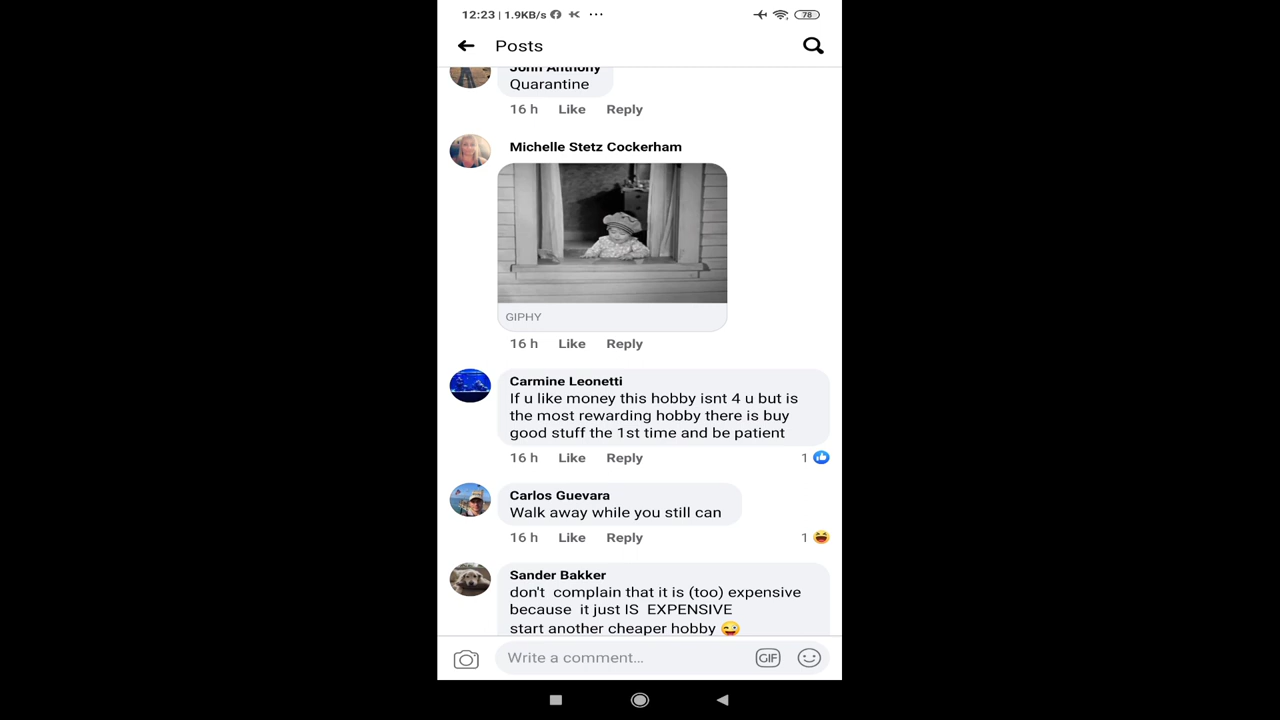 12:23 | 1.9KB/s
78
Posts
John Anthony
Quarantine
16 h Like Reply
Michelle Stetz Cockerham
GIPHY
16 h Like Reply
Carmine Leonetti
If u like money this hobby isnt 4 u but is
the most rewarding hobby there is buy
good stuff the 1st time and be patient
16 h Like Reply 1
Carlos Guevara
Walk away while you still can
16 h Like Reply 1
Sander Bakker
don't complain that it is (too) expensive
because it just IS EXPENSIVE
start another cheaper hobby 😜
Write a comment...
GIF